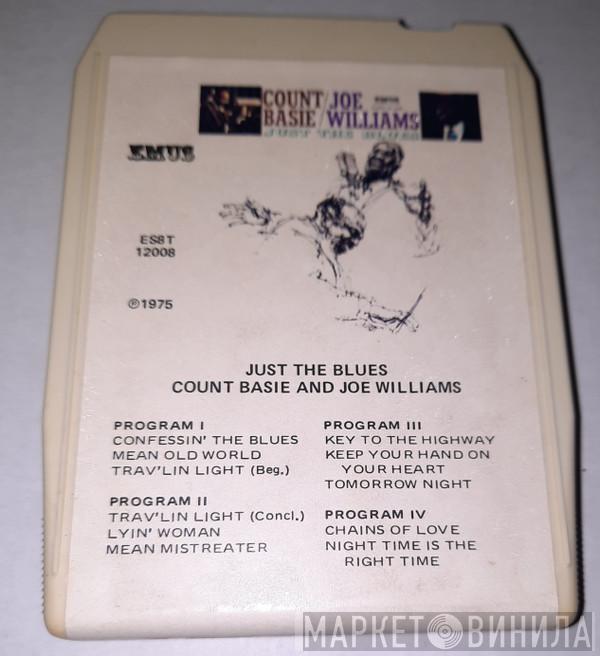 COUNT/JOE
BASIE/WILLIAMS
JUST THE BLUES
EMUS
ES8T
12008
℗1975
JUST THE BLUES
COUNT BASIE AND JOE WILLIAMS
PROGRAM I
CONFESSIN' THE BLUES
MEAN OLD WORLD
TRAV'LIN LIGHT (Beg.)
PROGRAM II
TRAV'LIN LIGHT (Concl.)
LYIN' WOMAN
MEAN MISTREATER
PROGRAM III
KEY TO THE HIGHWAY
KEEP YOUR HAND ON
YOUR HEART
TOMORROW NIGHT
PROGRAM IV
CHAINS OF LOVE
NIGHT TIME IS THE
RIGHT TIME
МАРКЕТ ВИНИЛА